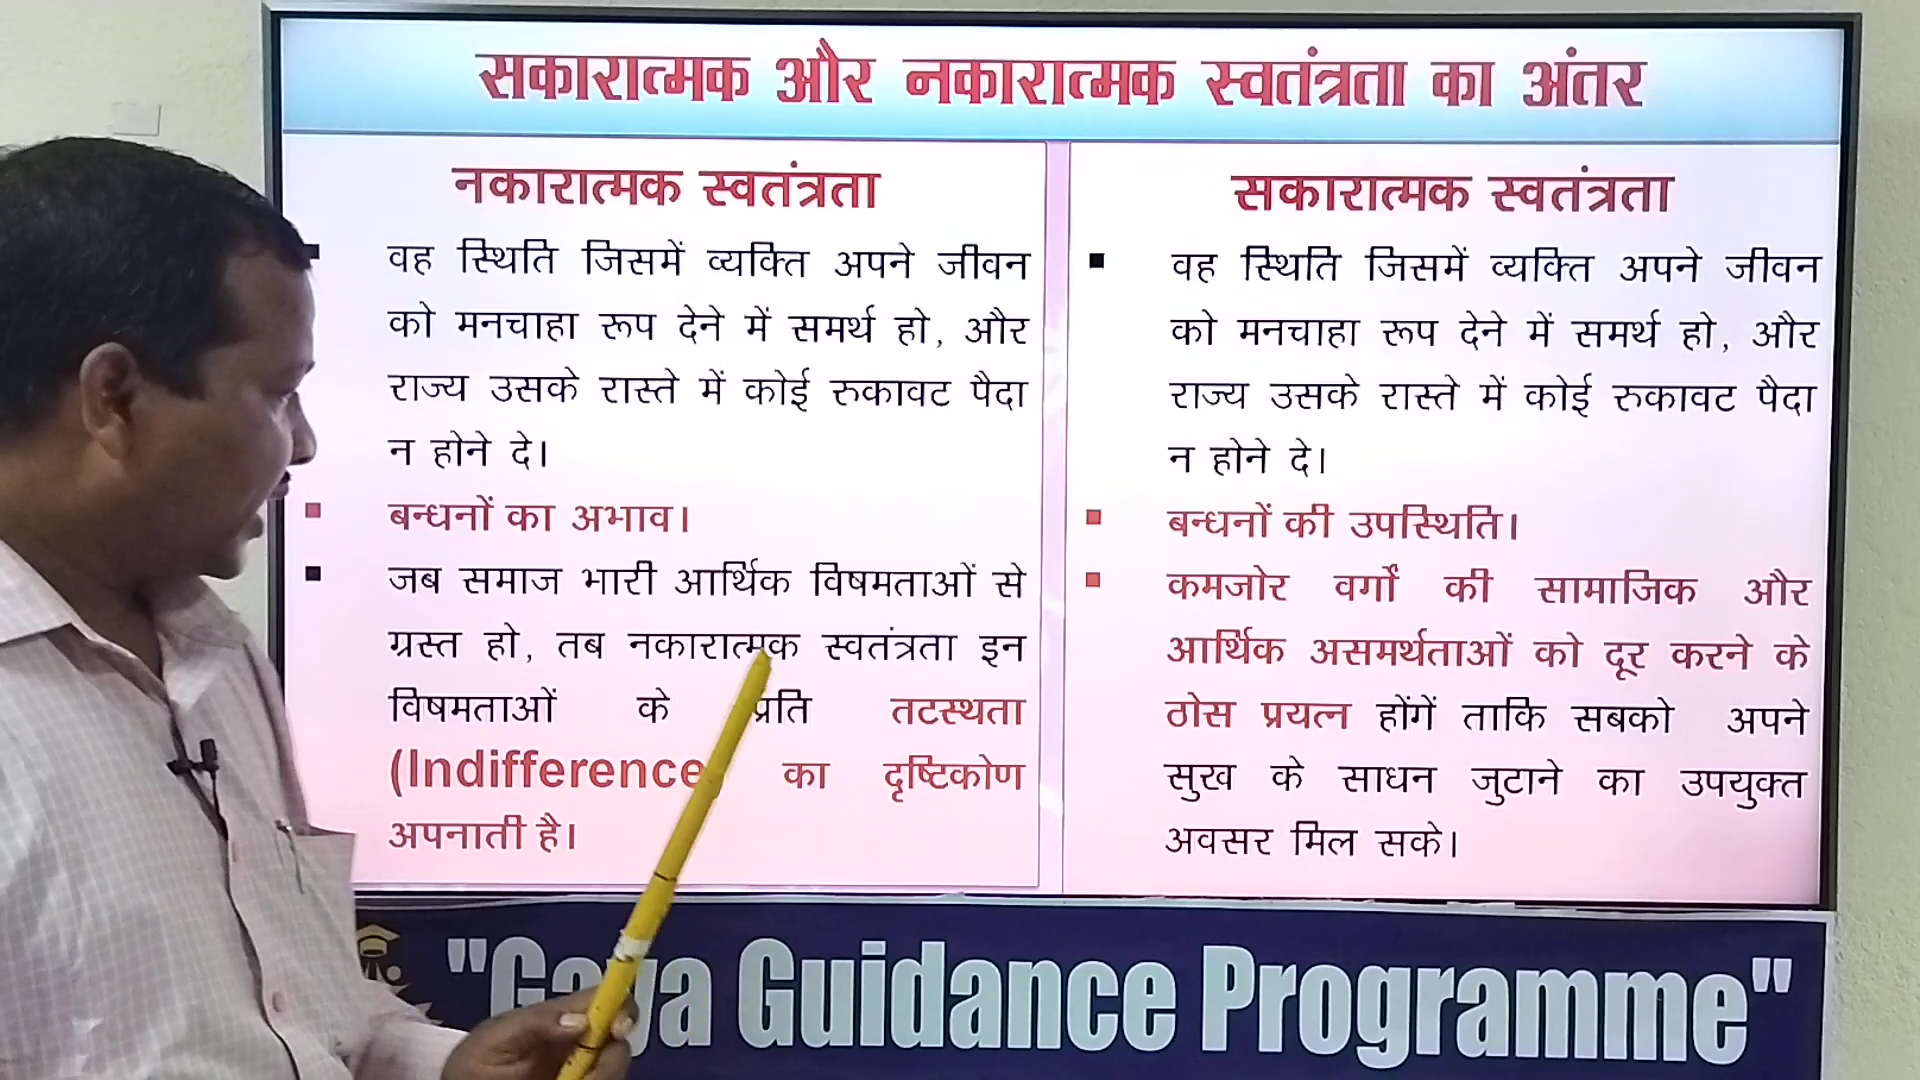 सकारात्मक और नकारात्मक स्वतंत्रता का अंतर
नकारात्मक स्वतंत्रता
वह स्थिति जिसमें व्यक्ति अपने जीवन
को मनचाहा रूप देने में समर्थ हो, और
राज्य उसके रास्ते में कोई रुकावट पैदा
न होने दे।
बन्धनों का अभाव।
जब समाज भारी आर्थिक विषमताओं से
ग्रस्त हो, तब नकारात्मक स्वतंत्रता इन
विषमताओं के प्रति तटस्थता
(Indifference) का दृष्टिकोण
अपनाती है।
सकारात्मक स्वतंत्रता
वह स्थिति जिसमें व्यक्ति अपने जीवन
को मनचाहा रूप देने में समर्थ हो, और
राज्य उसके रास्ते में कोई रुकावट पैदा
न होने दे।
बन्धनों की उपस्थिति।
कमजोर वर्गों की सामाजिक और
आर्थिक असमर्थताओं को दूर करने के
ठोस प्रयत्न होंगें ताकि सबको अपने
सुख के साधन जुटाने का उपयुक्त
अवसर मिल सके।
"Gaya Guidance Programme"